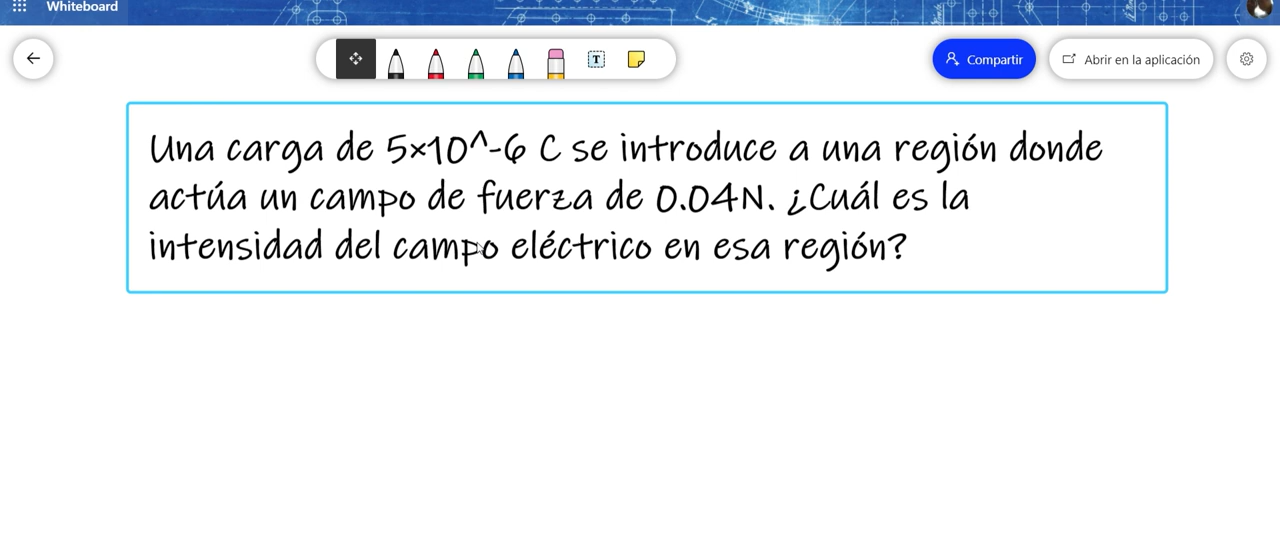 Whiteboard
T
Compartir
Abrir en la aplicación
Una carga de 5×10^-6 C se introduce a una región donde
actúa un campo de fuerza de 0.04N. ¿Cuál es la
intensidad del campo eléctrico en esa región?